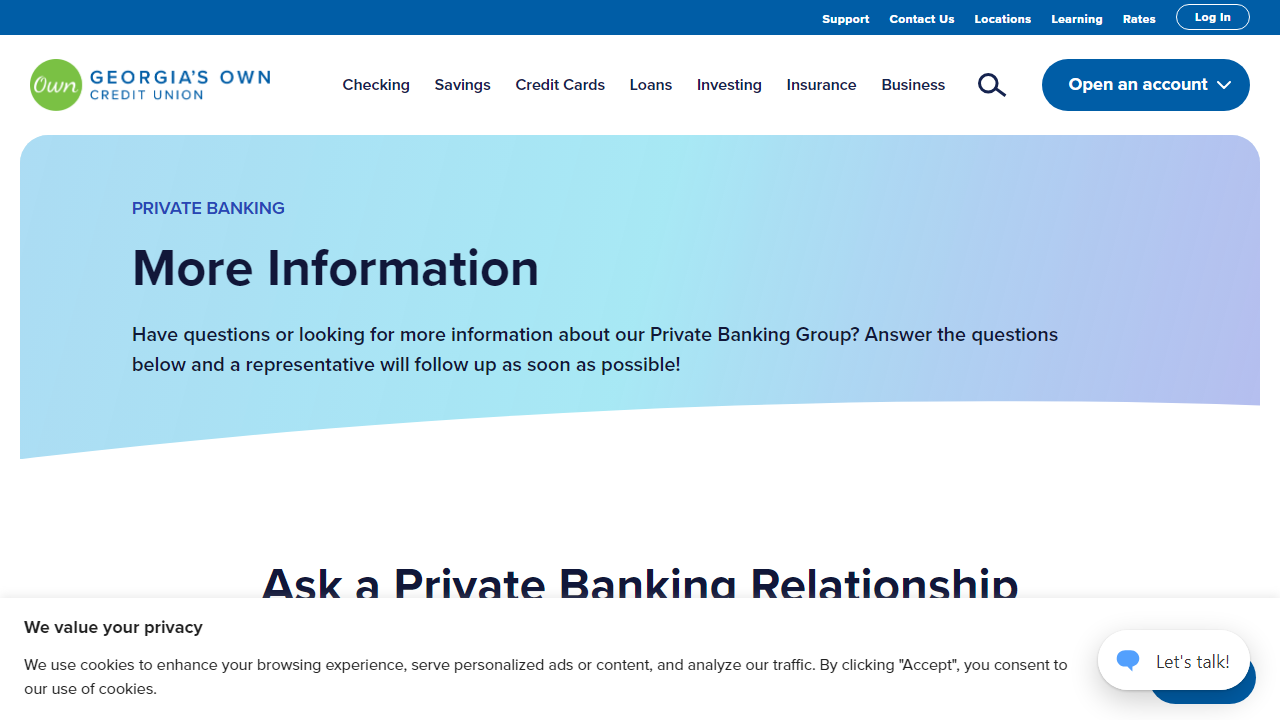 Support Contact Us Locations Learning Rates Log In
Own GEORGIA'S OWN
CREDIT UNION
Checking Savings Credit Cards Loans Investing Insurance Business Open an account
PRIVATE BANKING
More Information
Have questions or looking for more information about our Private Banking Group? Answer the questions
below and a representative will follow up as soon as possible!
Ask a Private Banking Relationship
We value your privacy
We use cookies to enhance your browsing experience, serve personalized ads or content, and analyze our traffic. By clicking "Accept", you consent to
our use of cookies.
Let's talk!